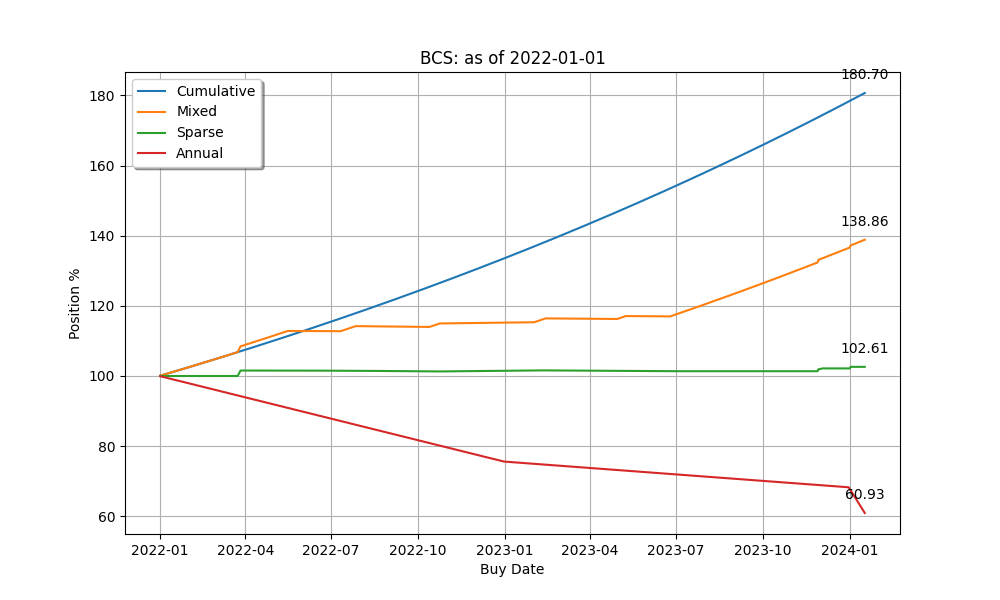 BCS: as of 2022-01-01
Cumulative
Mixed
Sparse
Annual
180.70
138.86
102.61
60.93
Position %
180
160
140
120
100
80
60
2022-01 2022-04 2022-07 2022-10 2023-01 2023-04 2023-07 2023-10 2024-01
Buy Date